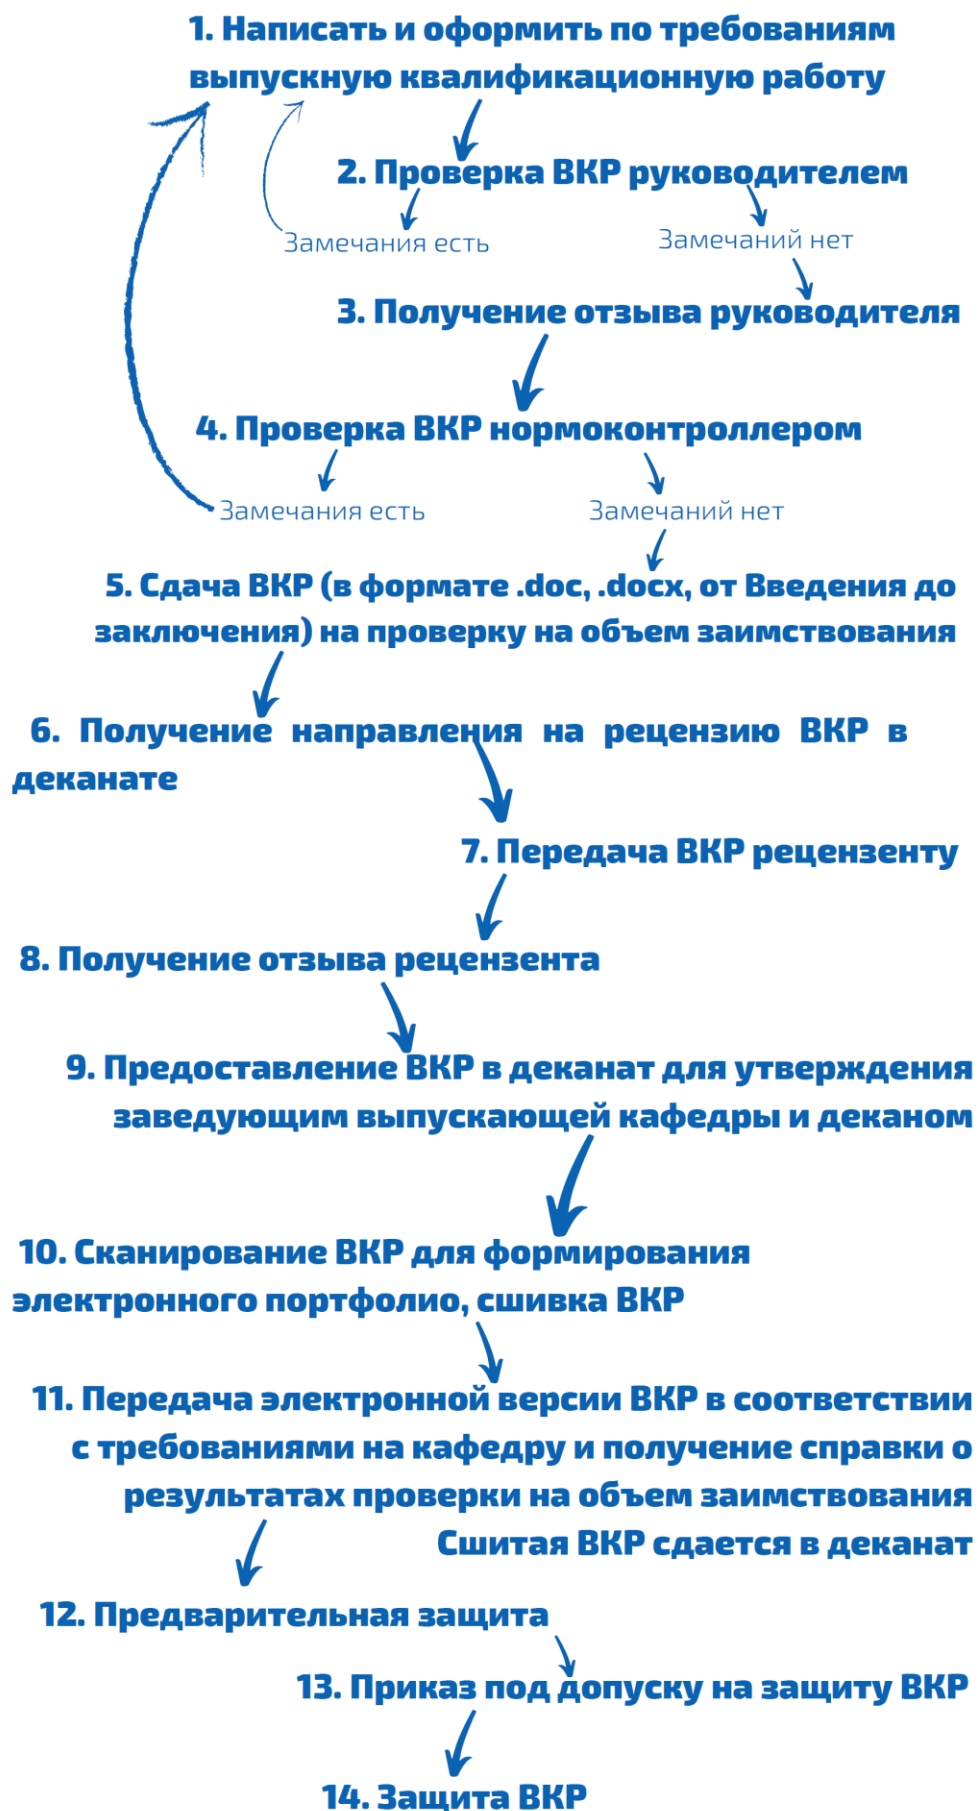 1. Написать и оформить по требованиям
выпускную квалификационную работу
2. Проверка ВКР руководителем
Замечания есть
Замечаний нет
3. Получение отзыва руководителя
4. Проверка ВКР нормоконтроллером
Замечания есть
Замечаний нет
5. Сдача ВКР (в формате .doc, .docx, от Введения до
заключения) на проверку на объем заимствования
6. Получение направления на рецензию ВКР в
деканате
7. Передача ВКР рецензенту
8. Получение отзыва рецензента
9. Предоставление ВКР в деканат для утверждения
заведующим выпускающей кафедры и деканом
10. Сканирование ВКР для формирования
электронного портфолио, сшивка ВКР
11. Передача электронной версии ВКР в соответствии
с требованиями на кафедру и получение справки о
результатах проверки на объем заимствования
Сшитая ВКР сдается в деканат
12. Предварительная защита
13. Приказ под допуску на защиту ВКР
14. Защита ВКР